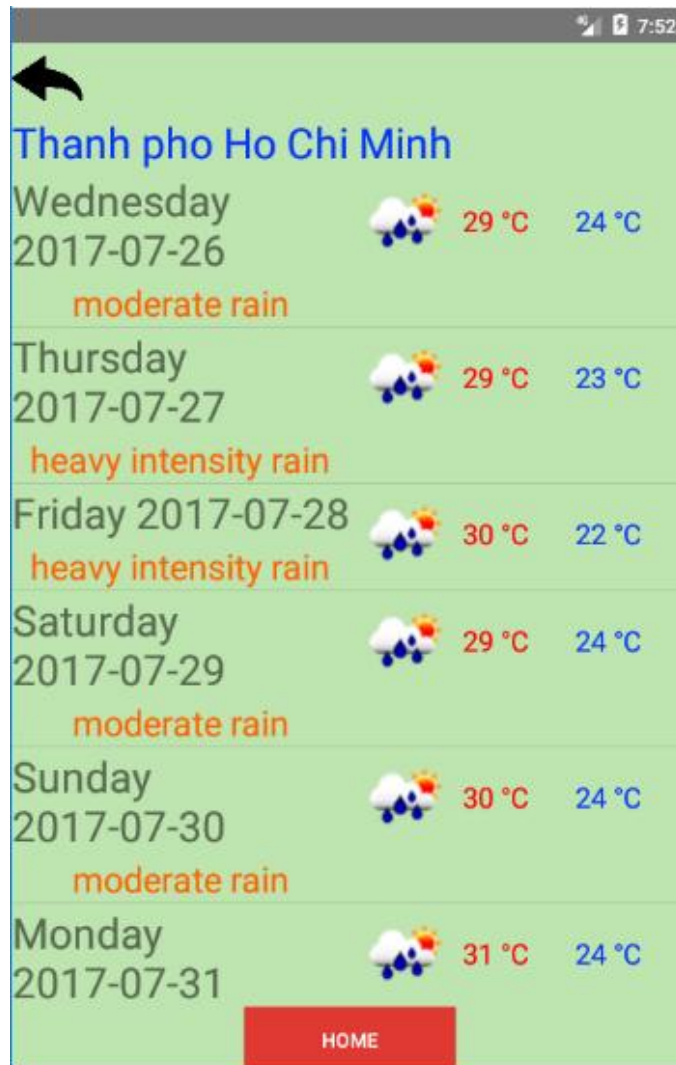 4G 7:52
Thanh pho Ho Chi Minh
Wednesday
2017-07-26
29 °C 24 °C
moderate rain
Thursday
2017-07-27
29 °C 23 °C
heavy intensity rain
Friday 2017-07-28
30 °C 22 °C
heavy intensity rain
Saturday
2017-07-29
29 °C 24 °C
moderate rain
Sunday
2017-07-30
30 °C 24 °C
moderate rain
Monday
2017-07-31
31 °C 24 °C
HOME